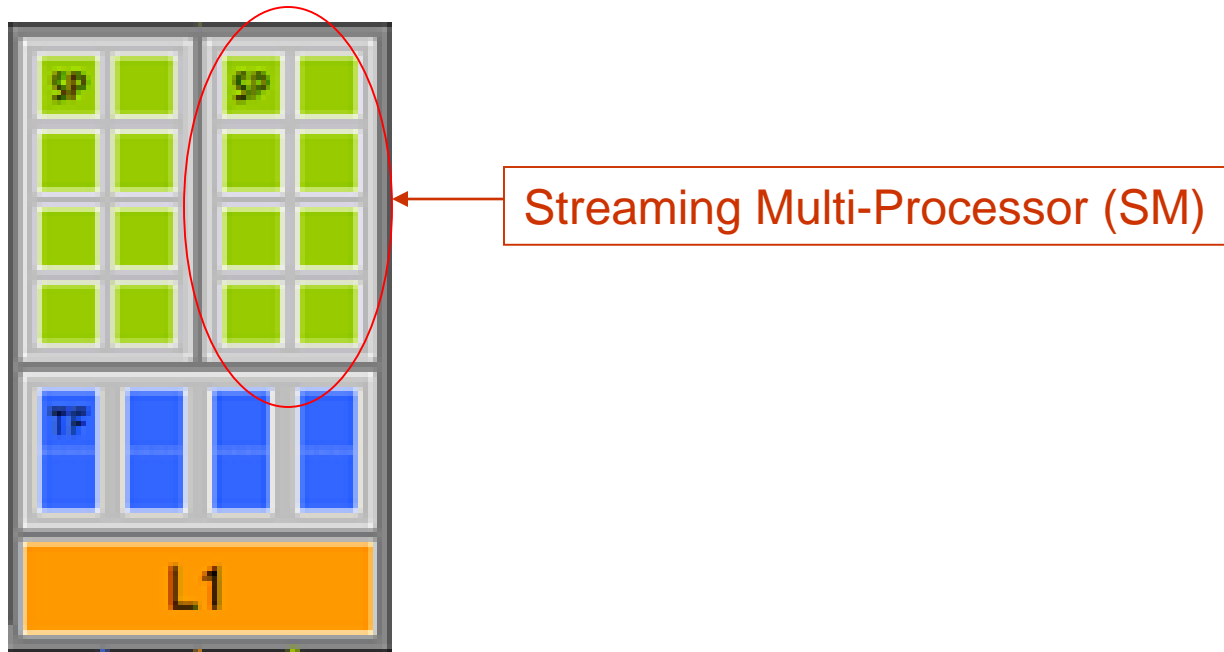 SP SP
Streaming Multi-Processor (SM)
TF
L1